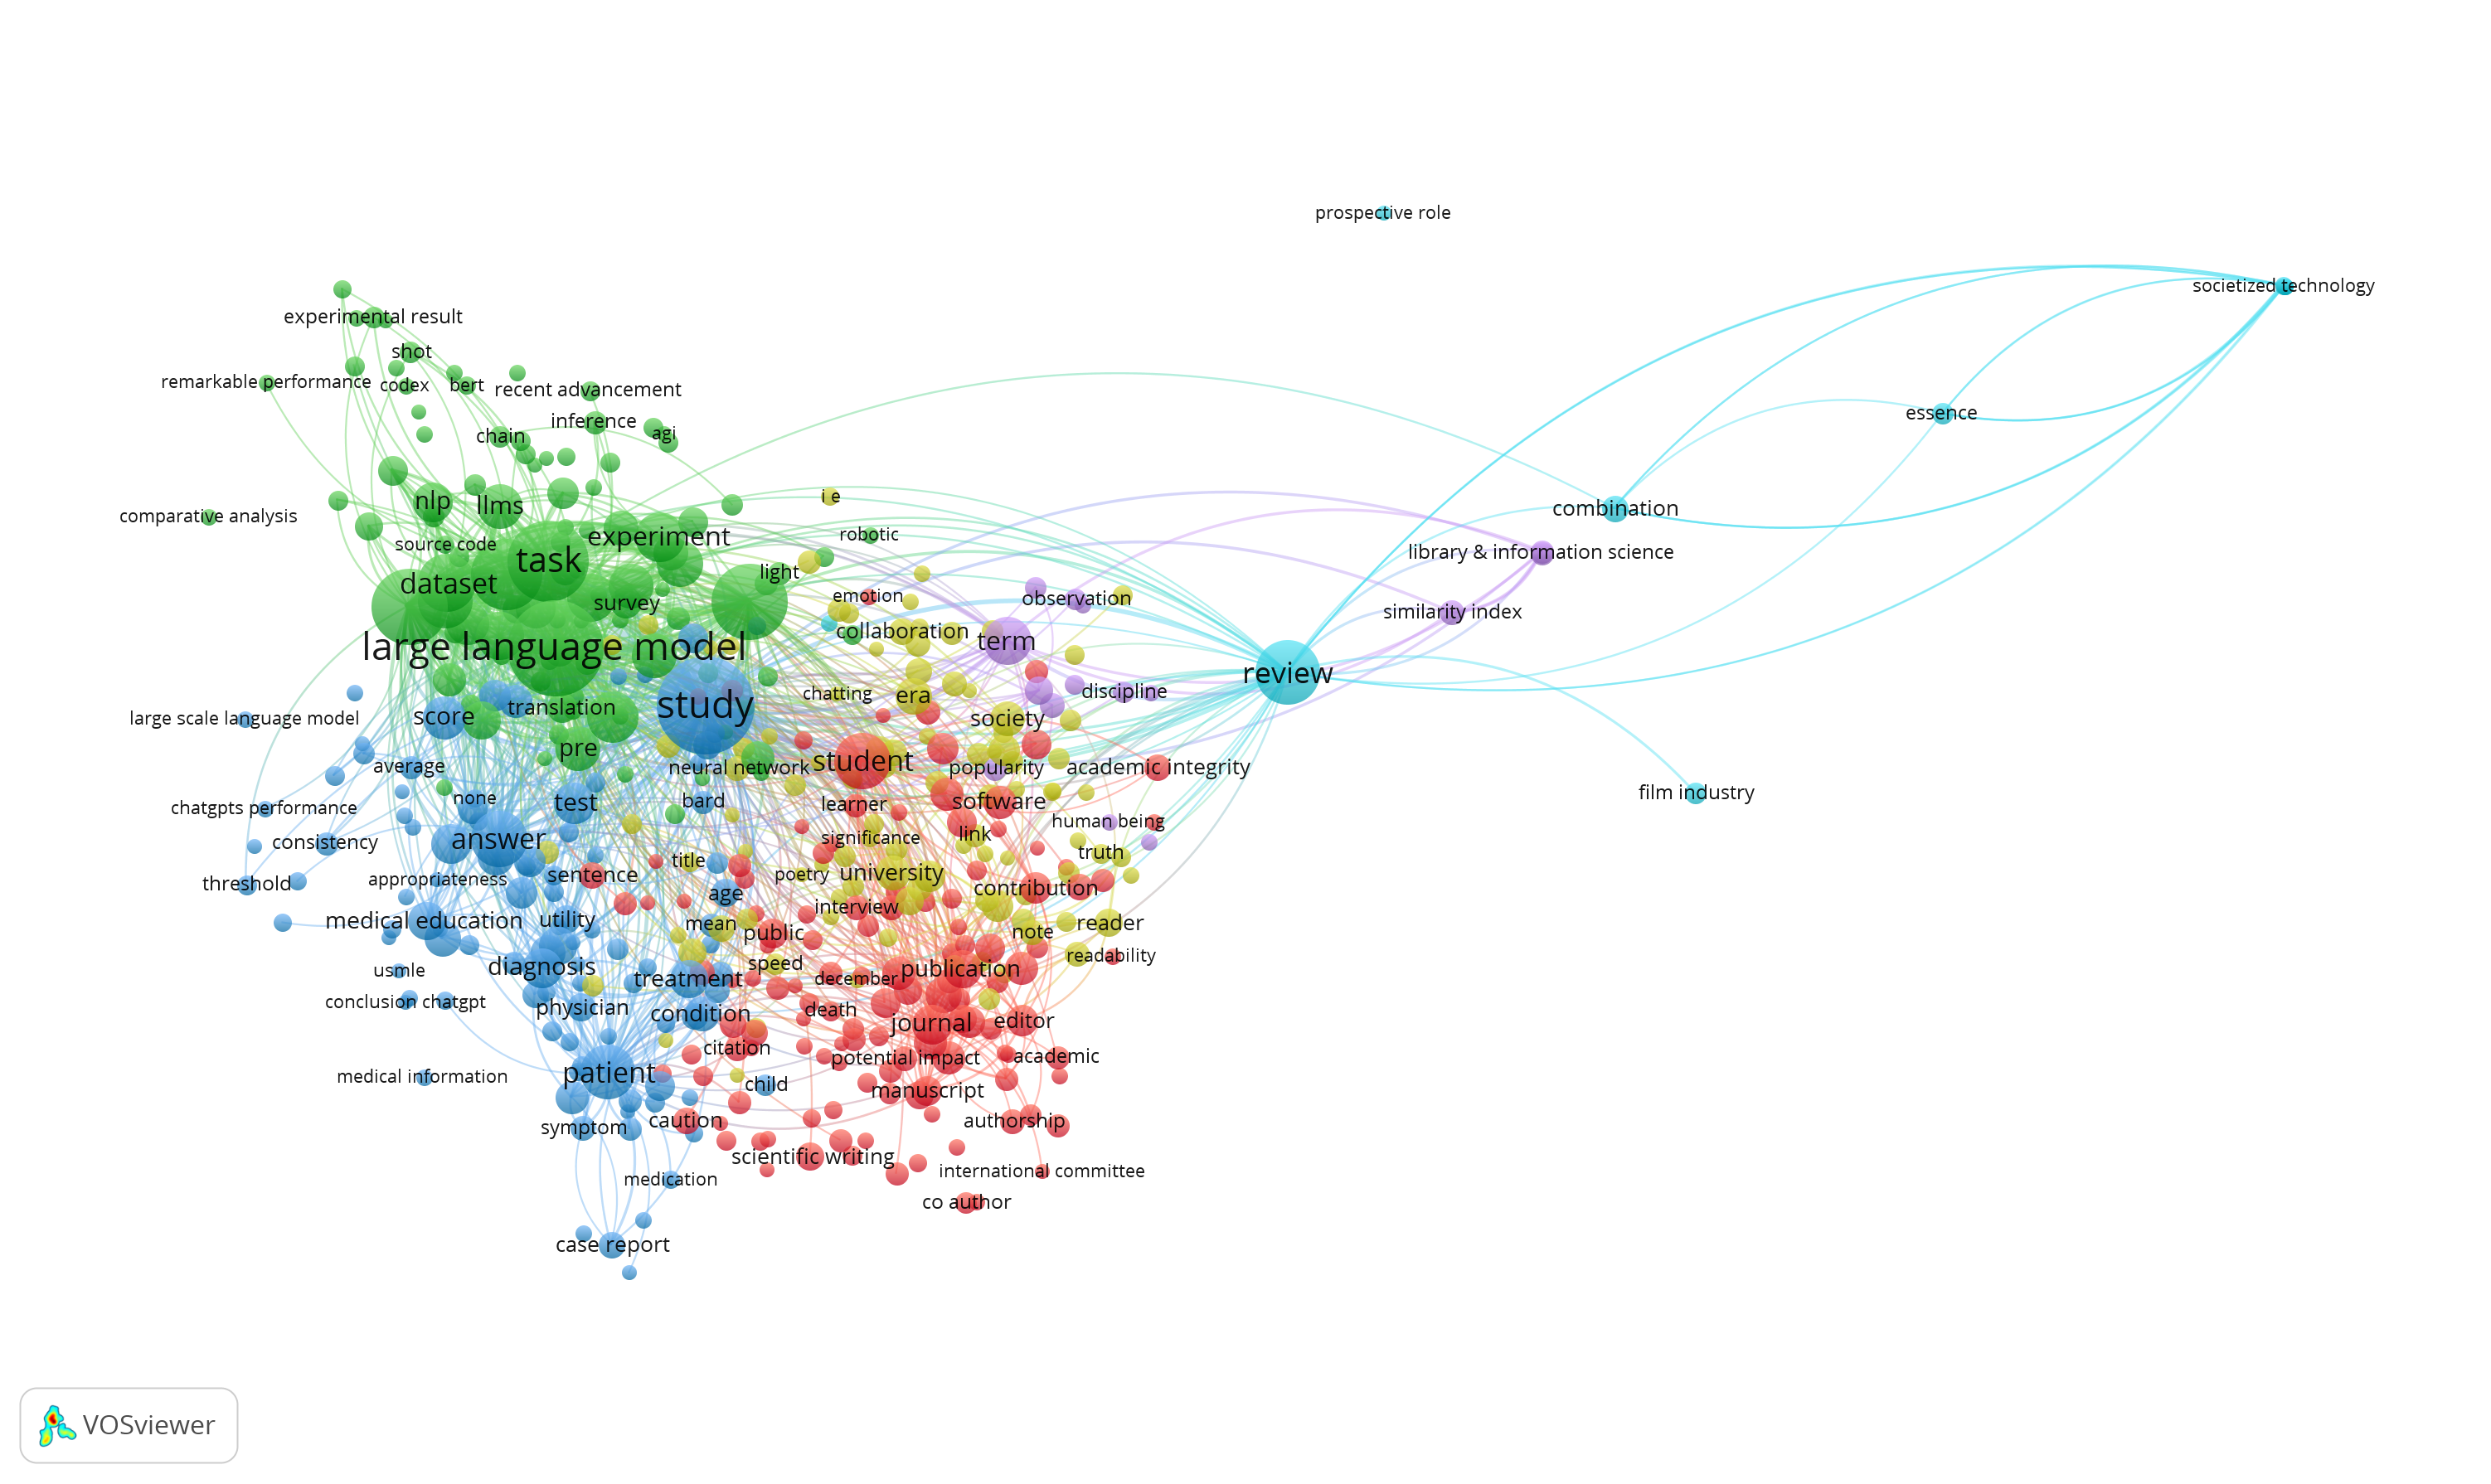 prospective role
societized technology
experimental result
shot
remarkable performance
codex
bert
recent advancement
essence
inference
chain
agi
i e
nlp
llms
combination
comparative analysis
robotic
experiment
source code
library & information science
task
light
dataset
emotion
observation
survey
similarity index
collaboration
term
large language model
review
discipline
chatting
era
study
translation
score
large scale language model
society
pre
student
average
neural network
popularity
academic integrity
film industry
none
bard
test
learner
software
chatgpts performance
human being
link
answer
significance
consistency
truth
title
university
poetry
sentence
appropriateness
threshold
contribution
age
interview
utility
medical education
mean
reader
note
public
readability
speed
diagnosis
publication
usmle
treatment
december
conclusion chatgpt
physician
death
condition
journal
editor
citation
potential impact
academic
patient
medical information
child
manuscript
caution
authorship
symptom
scientific writing
international committee
medication
co author
case report
VOSviewer